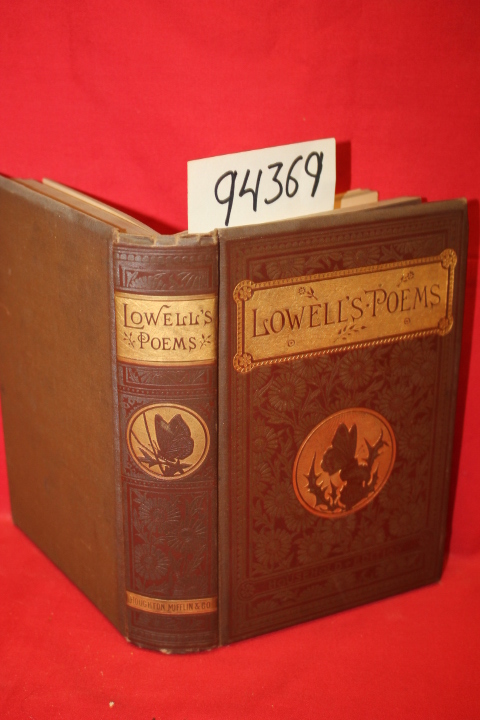 94369
LOWELL'S
POEMS
HOUGHTON MIFFLIN & CO
LOWELL'S POEMS